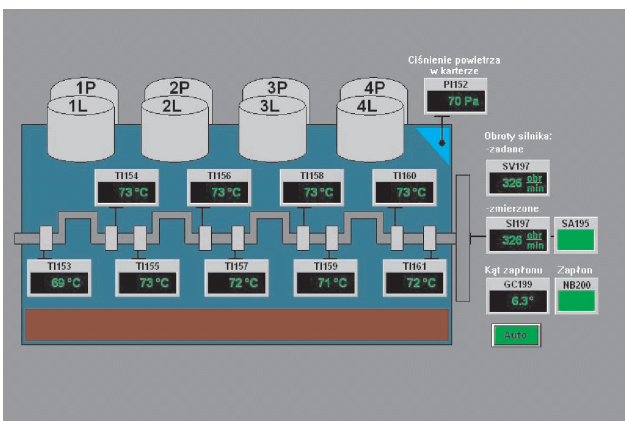 Ciśnienie powietrza
w karterze
PI152
70 Pa
1P 2P 3P 4P
1L 2L 3L 4L
Obroty silnika:
-zadane
SV197
326 obr/min
TI154 TI156 TI158 TI160
73 °C 73 °C 73 °C 73 °C
-zmierzone
SI197 SA195
326 obr/min
TI153 TI155 TI157 TI159 TI161
69 °C 73 °C 72 °C 71 °C 72 °C
Kąt zapłonu Zapłon
GC199 NB200
6.3°
Auto